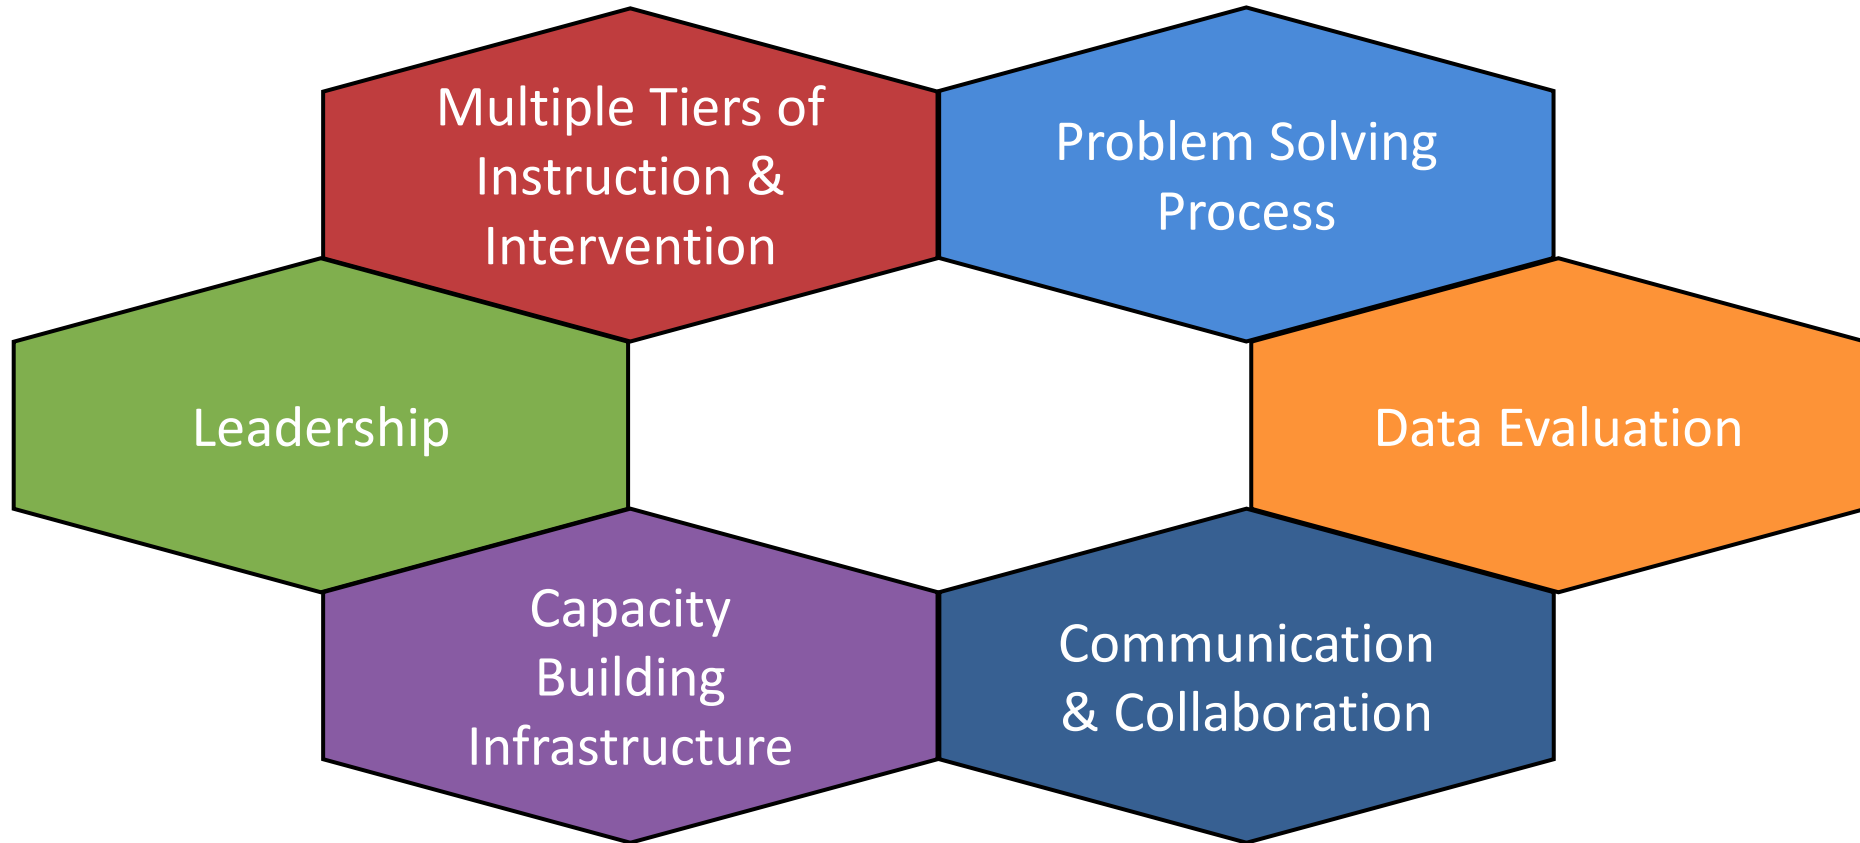 Multiple Tiers of
Instruction &
Intervention
Problem Solving
Process
Leadership
Data Evaluation
Capacity
Building
Infrastructure
Communication
& Collaboration